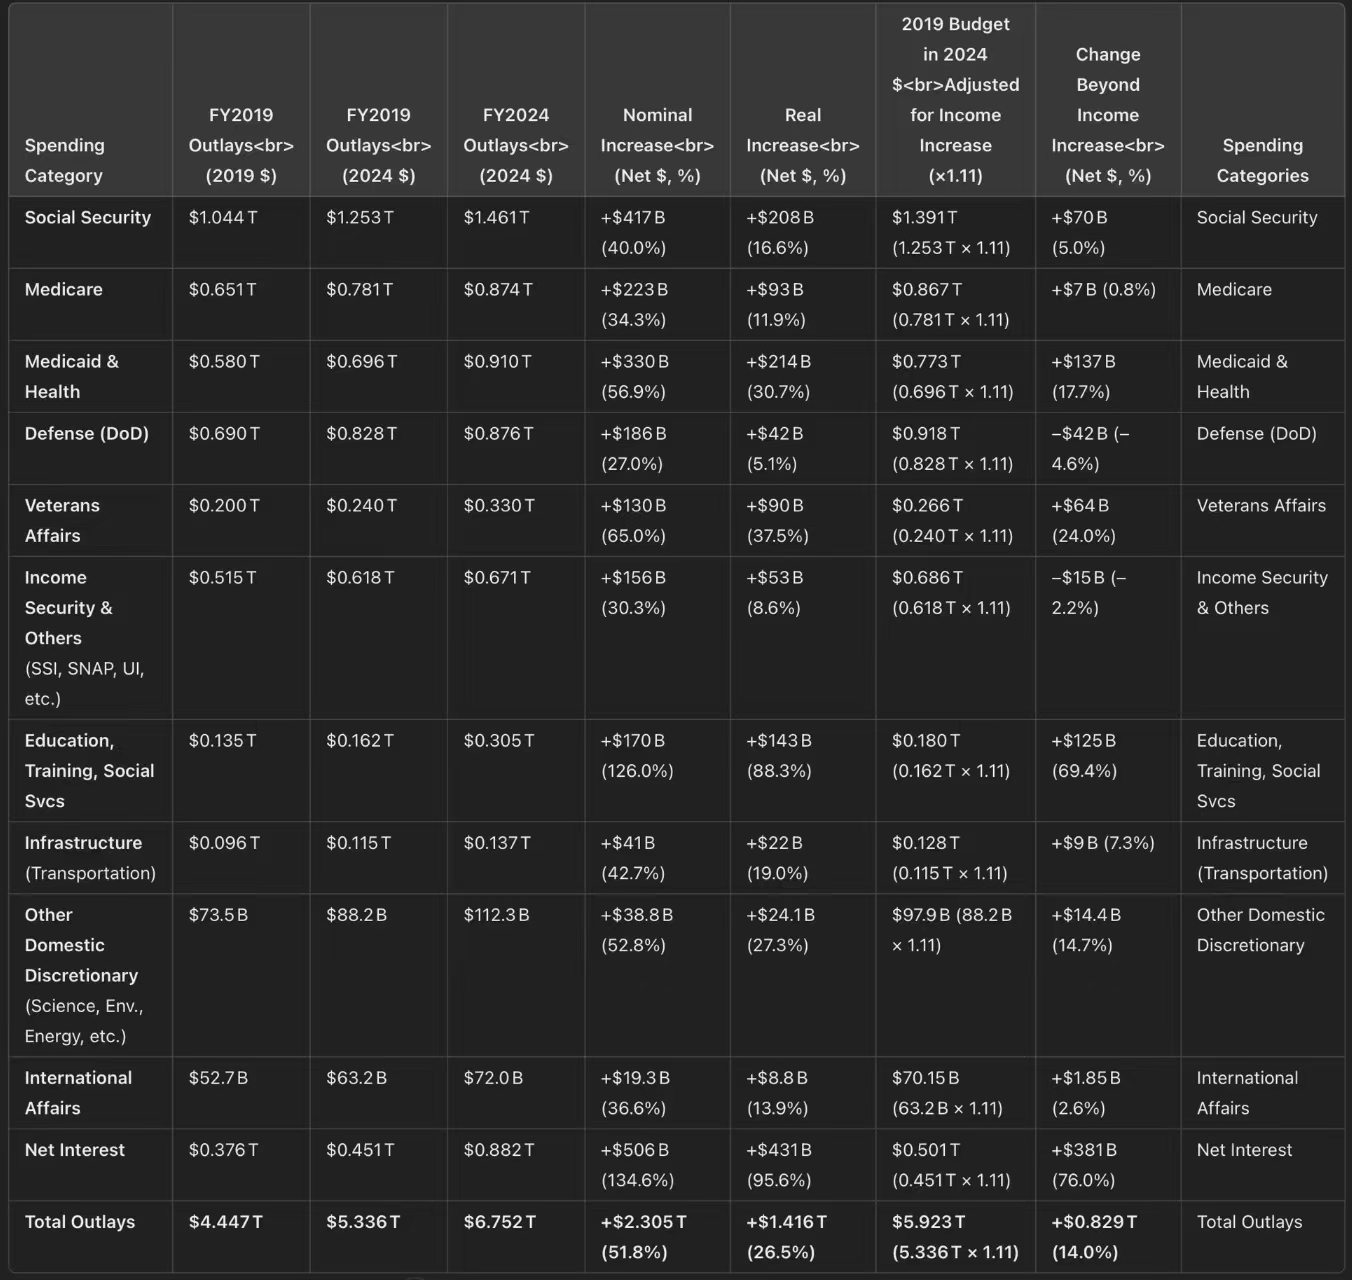 Spending
Category
FY2019
Outlays<br>
(2019 $)
FY2019
Outlays<br>
(2024 $)
FY2024
Outlays<br>
(2024 $)
Nominal
Increase<br>
(Net $, %)
Real
Increase<br>
(Net $, %)
2019 Budget
in 2024
$<br>Adjusted
for Income
Increase
(×1.11)
Change
Beyond
Income
Increase<br>
(Net $, %)
Spending
Categories
Social Security
$1.044 T
$1.253 T
$1.461 T
+$417 B
(40.0%)
+$208 B
(16.6%)
$1.391 T
(1.253 T × 1.11)
+$70 B
(5.0%)
Social Security
Medicare
$0.651 T
$0.781 T
$0.874 T
+$223 B
(34.3%)
+$93 B
(11.9%)
$0.867 T
(0.781 T × 1.11)
+$7 B (0.8%)
Medicare
Medicaid &
Health
$0.580 T
$0.696 T
$0.910 T
+$330 B
(56.9%)
+$214 B
(30.7%)
$0.773 T
(0.696 T × 1.11)
+$137 B
(17.7%)
Medicaid &
Health
Defense (DoD)
$0.690 T
$0.828 T
$0.876 T
+$186 B
(27.0%)
+$42 B
(5.1%)
$0.918 T
(0.828 T × 1.11)
−$42 B (−
4.6%)
Defense (DoD)
Veterans
Affairs
$0.200 T
$0.240 T
$0.330 T
+$130 B
(65.0%)
+$90 B
(37.5%)
$0.266 T
(0.240 T × 1.11)
+$64 B
(24.0%)
Veterans Affairs
Income
Security &
Others
(SSI, SNAP, UI,
etc.)
$0.515 T
$0.618 T
$0.671 T
+$156 B
(30.3%)
+$53 B
(8.6%)
$0.686 T
(0.618 T × 1.11)
−$15 B (−
2.2%)
Income Security
& Others
Education,
Training, Social
Svcs
$0.135 T
$0.162 T
$0.305 T
+$170 B
(126.0%)
+$143 B
(88.3%)
$0.180 T
(0.162 T × 1.11)
+$125 B
(69.4%)
Education,
Training, Social
Svcs
Infrastructure
(Transportation)
$0.096 T
$0.115 T
$0.137 T
+$41 B
(42.7%)
+$22 B
(19.0%)
$0.128 T
(0.115 T × 1.11)
+$9 B (7.3%)
Infrastructure
(Transportation)
Other
Domestic
Discretionary
(Science, Env.,
Energy, etc.)
$73.5 B
$88.2 B
$112.3 B
+$38.8 B
(52.8%)
+$24.1 B
(27.3%)
$97.9 B (88.2 B
× 1.11)
+$14.4 B
(14.7%)
Other Domestic
Discretionary
International
Affairs
$52.7 B
$63.2 B
$72.0 B
+$19.3 B
(36.6%)
+$8.8 B
(13.9%)
$70.15 B
(63.2 B × 1.11)
+$1.85 B
(2.6%)
International
Affairs
Net Interest
$0.376 T
$0.451 T
$0.882 T
+$506 B
(134.6%)
+$431 B
(95.6%)
$0.501 T
(0.451 T × 1.11)
+$381 B
(76.0%)
Net Interest
Total Outlays
$4.447 T
$5.336 T
$6.752 T
+$2.305 T
(51.8%)
+$1.416 T
(26.5%)
$5.923 T
(5.336 T × 1.11)
+$0.829 T
(14.0%)
Total Outlays